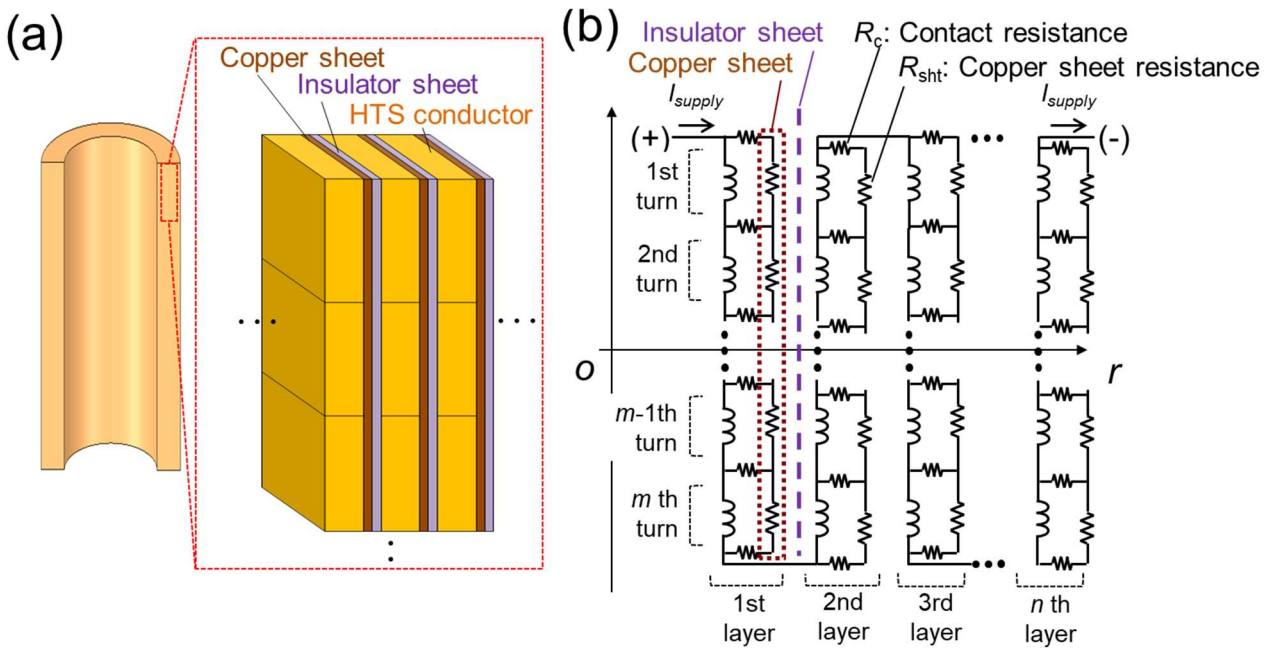 (a)
Copper sheet
Insulator sheet
HTS conductor
• • •
• • •
(b)
Insulator sheet
Copper sheet
Rc: Contact resistance
Rsht: Copper sheet resistance
Isupply
Isupply
(+)
(-)
1st
turn
2nd
turn
o
r
m-1th
turn
m th
turn
1st
layer
2nd
layer
3rd
layer
n th
layer